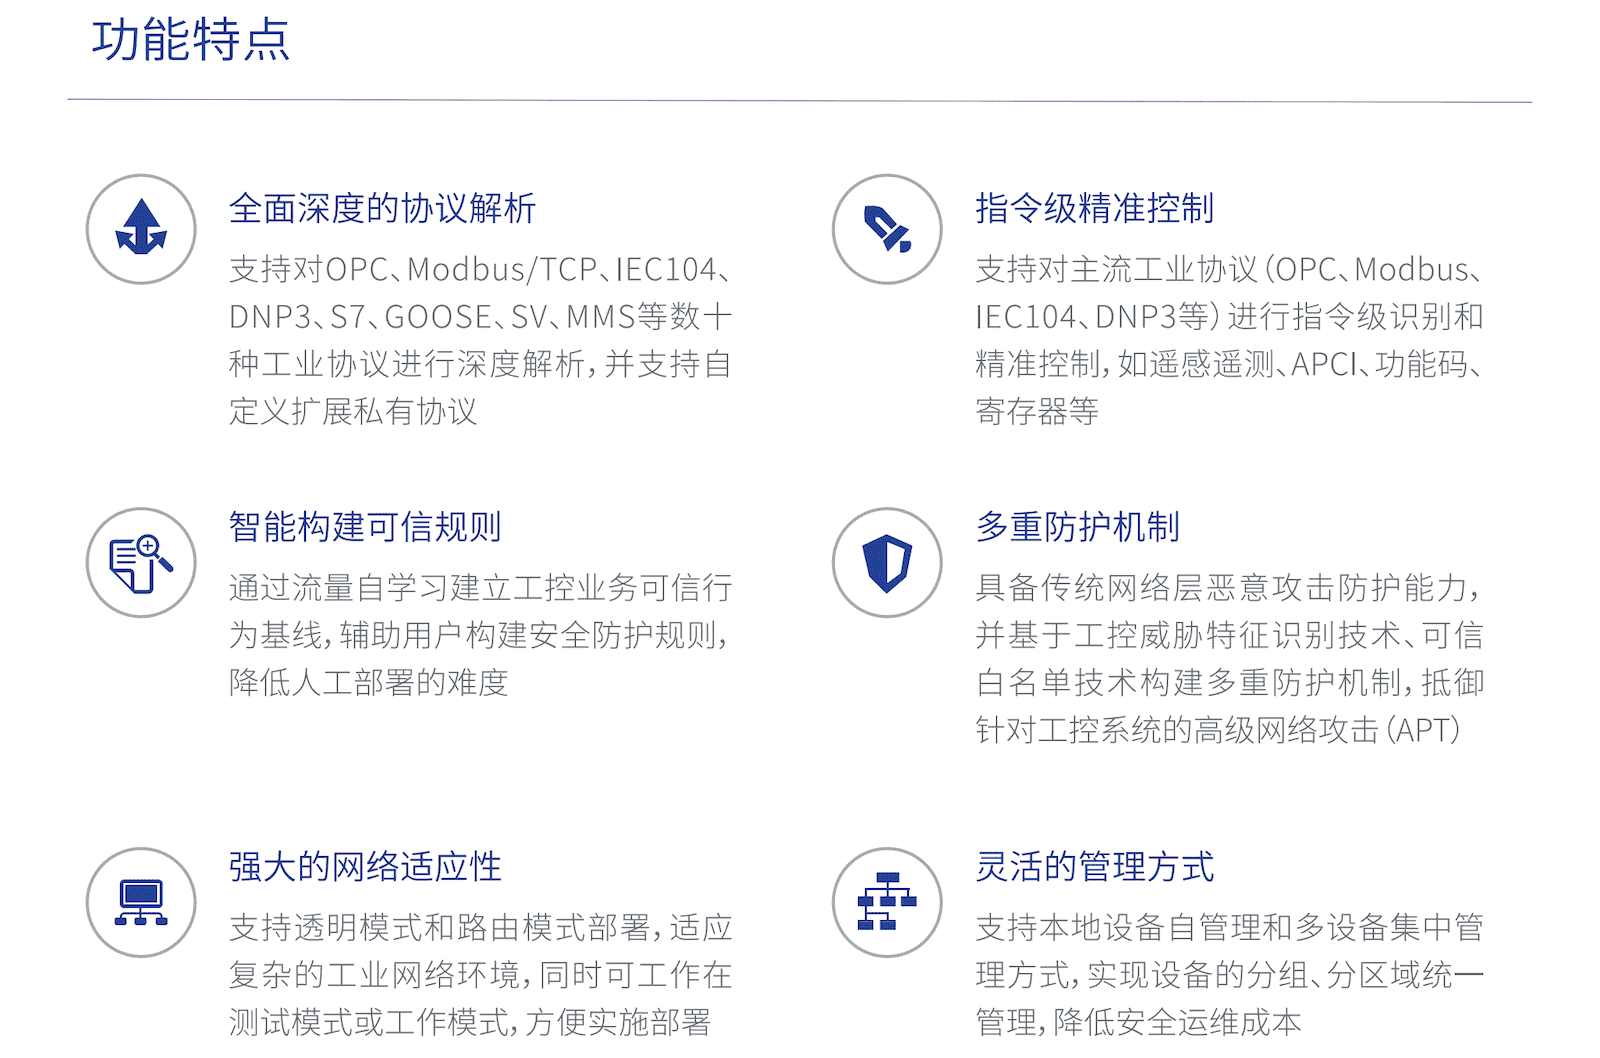 功能特点
全面深度的协议解析
支持对OPC、Modbus/TCP、IEC104、
DNP3、S7、GOOSE、SV、MMS等数十
种工业协议进行深度解析，并支持自
定义扩展私有协议
指令级精准控制
支持对主流工业协议（OPC、Modbus、
IEC104、DNP3等）进行指令级识别和
精准控制，如遥感遥测、APCI、功能码、
寄存器等
智能构建可信规则
通过流量自学习建立工控业务可信行
为基线，辅助用户构建安全防护规则，
降低人工部署的难度
多重防护机制
具备传统网络层恶意攻击防护能力，
并基于工控威胁特征识别技术、可信
白名单技术构建多重防护机制，抵御
针对工控系统的高级网络攻击（APT）
强大的网络适应性
支持透明模式和路由模式部署，适应
复杂的工业网络环境，同时可工作在
测试模式或工作模式，方便实施部署
灵活的管理方式
支持本地设备自管理和多设备集中管
理方式，实现设备的分组、分区域统一
管理，降低安全运维成本